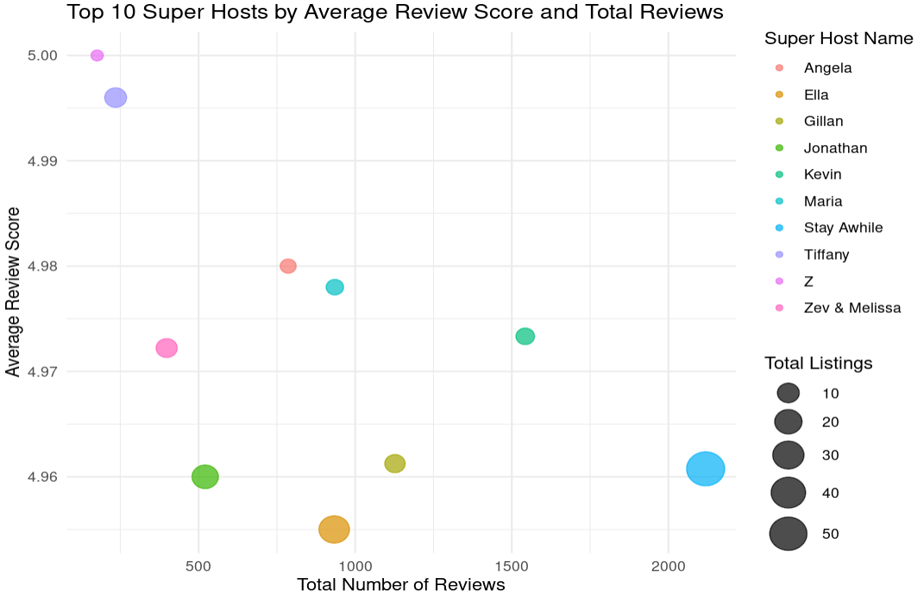 Top 10 Super Hosts by Average Review Score and Total Reviews
Average Review Score
5.00
4.99
4.98
4.97
4.96
500
1000
1500
2000
Total Number of Reviews
Super Host Name
Angela
Ella
Gillan
Jonathan
Kevin
Maria
Stay Awhile
Tiffany
Z
Zev & Melissa
Total Listings
10
20
30
40
50